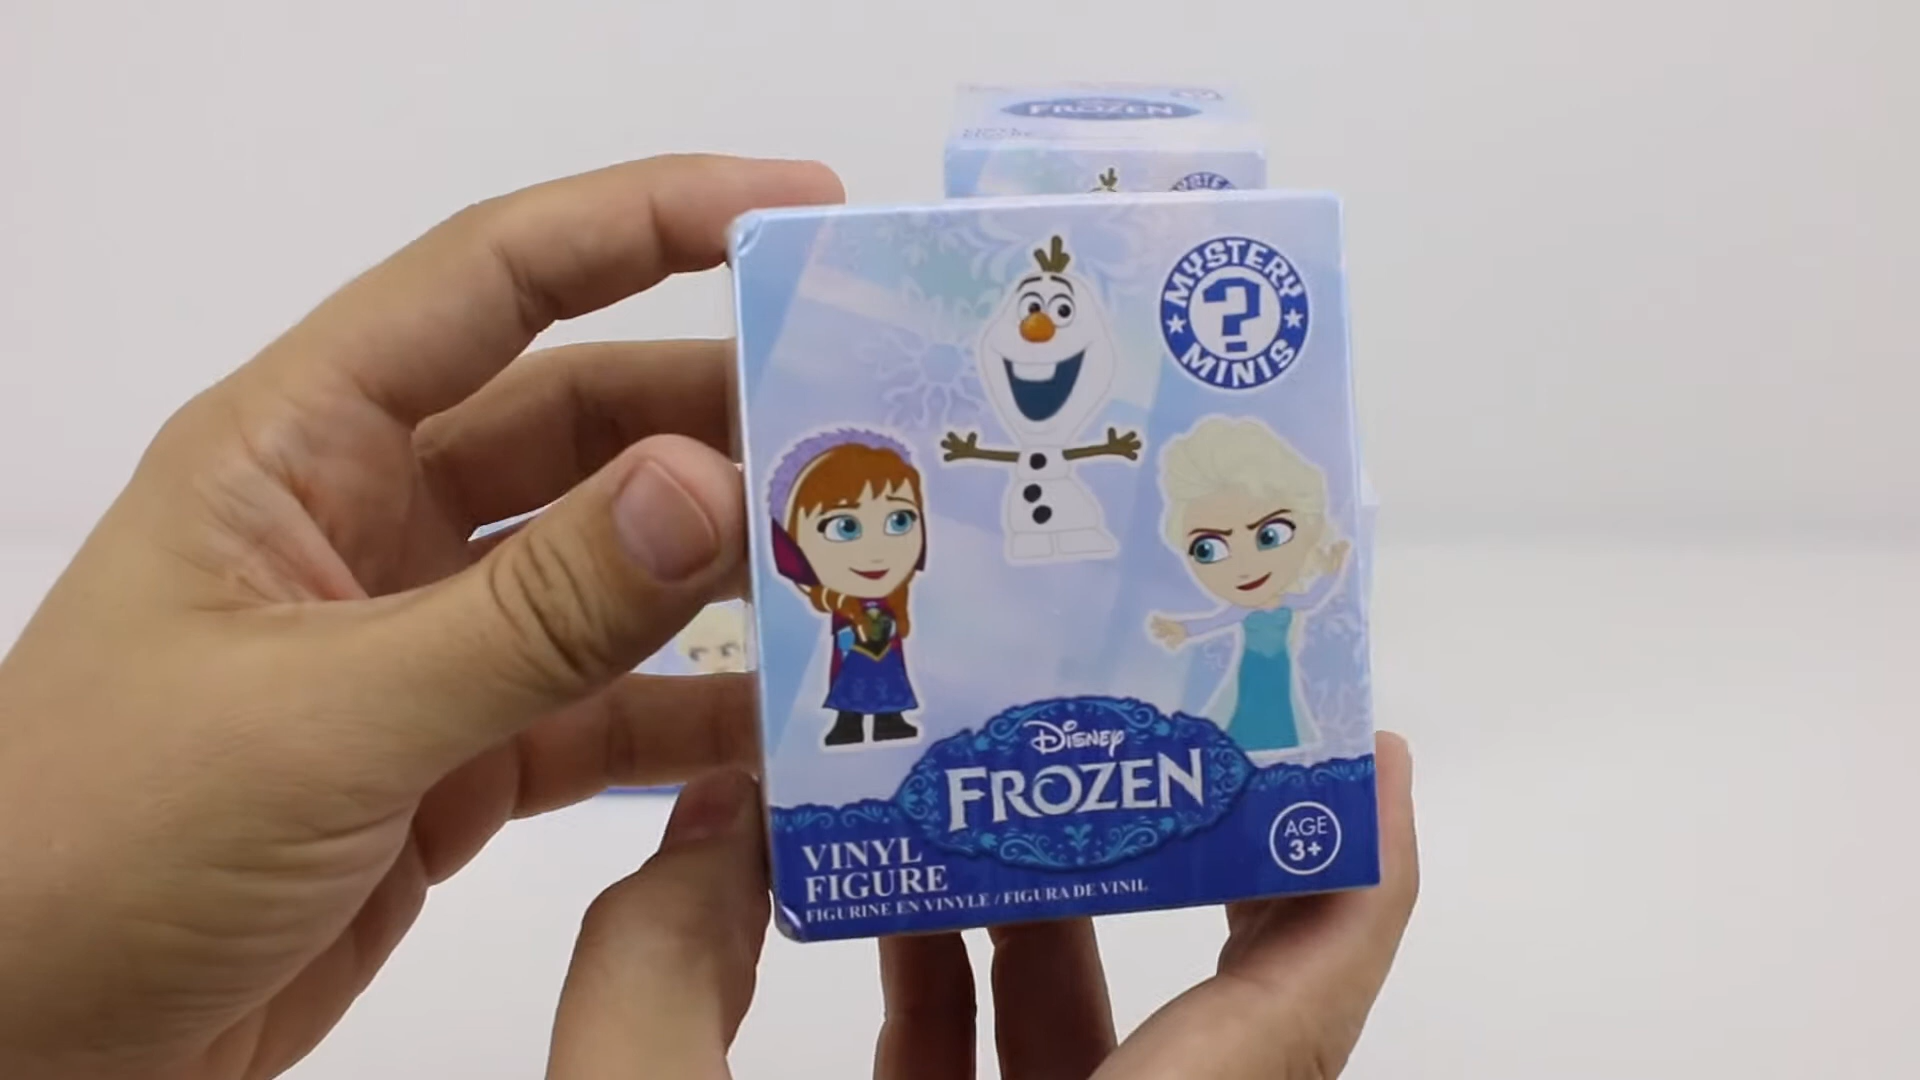 FROZEN
MYSTERY
?
MINIS
DISNEY
FROZEN
AGE
3+
VINYL
FIGURE
FIGURINE EN VINYLE / FIGURA DE VINIL